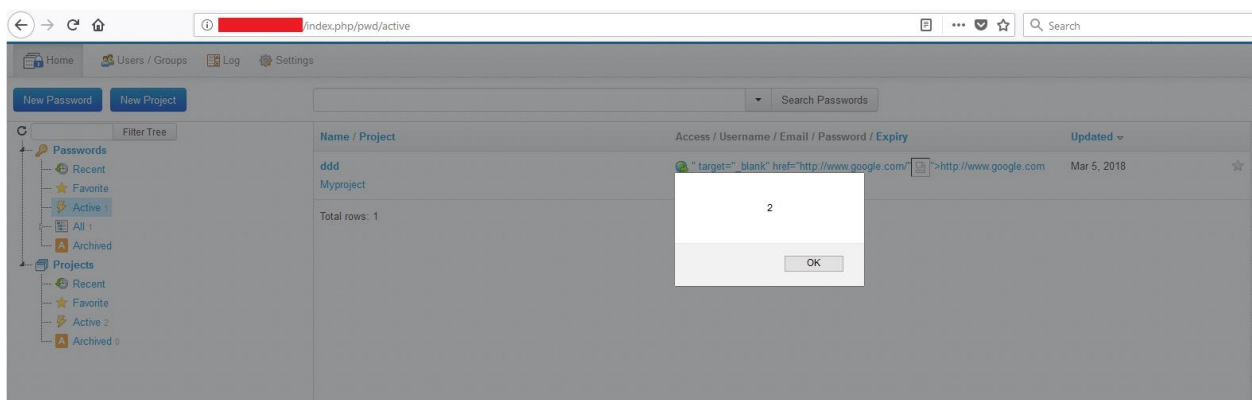 /index.php/pwd/active
Search
Home Users / Groups Log Settings
New Password New Project Search Passwords
Filter Tree
Passwords
Recent
Favorite
Active 1
All 1
A Archived
Projects
Recent
Favorite
Active 2
A Archived 0
Name / Project Access / Username / Email / Password / Expiry Updated
ddd " target="_blank" href="http://www.google.com/" ">http://www.google.com Mar 5, 2018
Myproject
Total rows: 1
2
OK